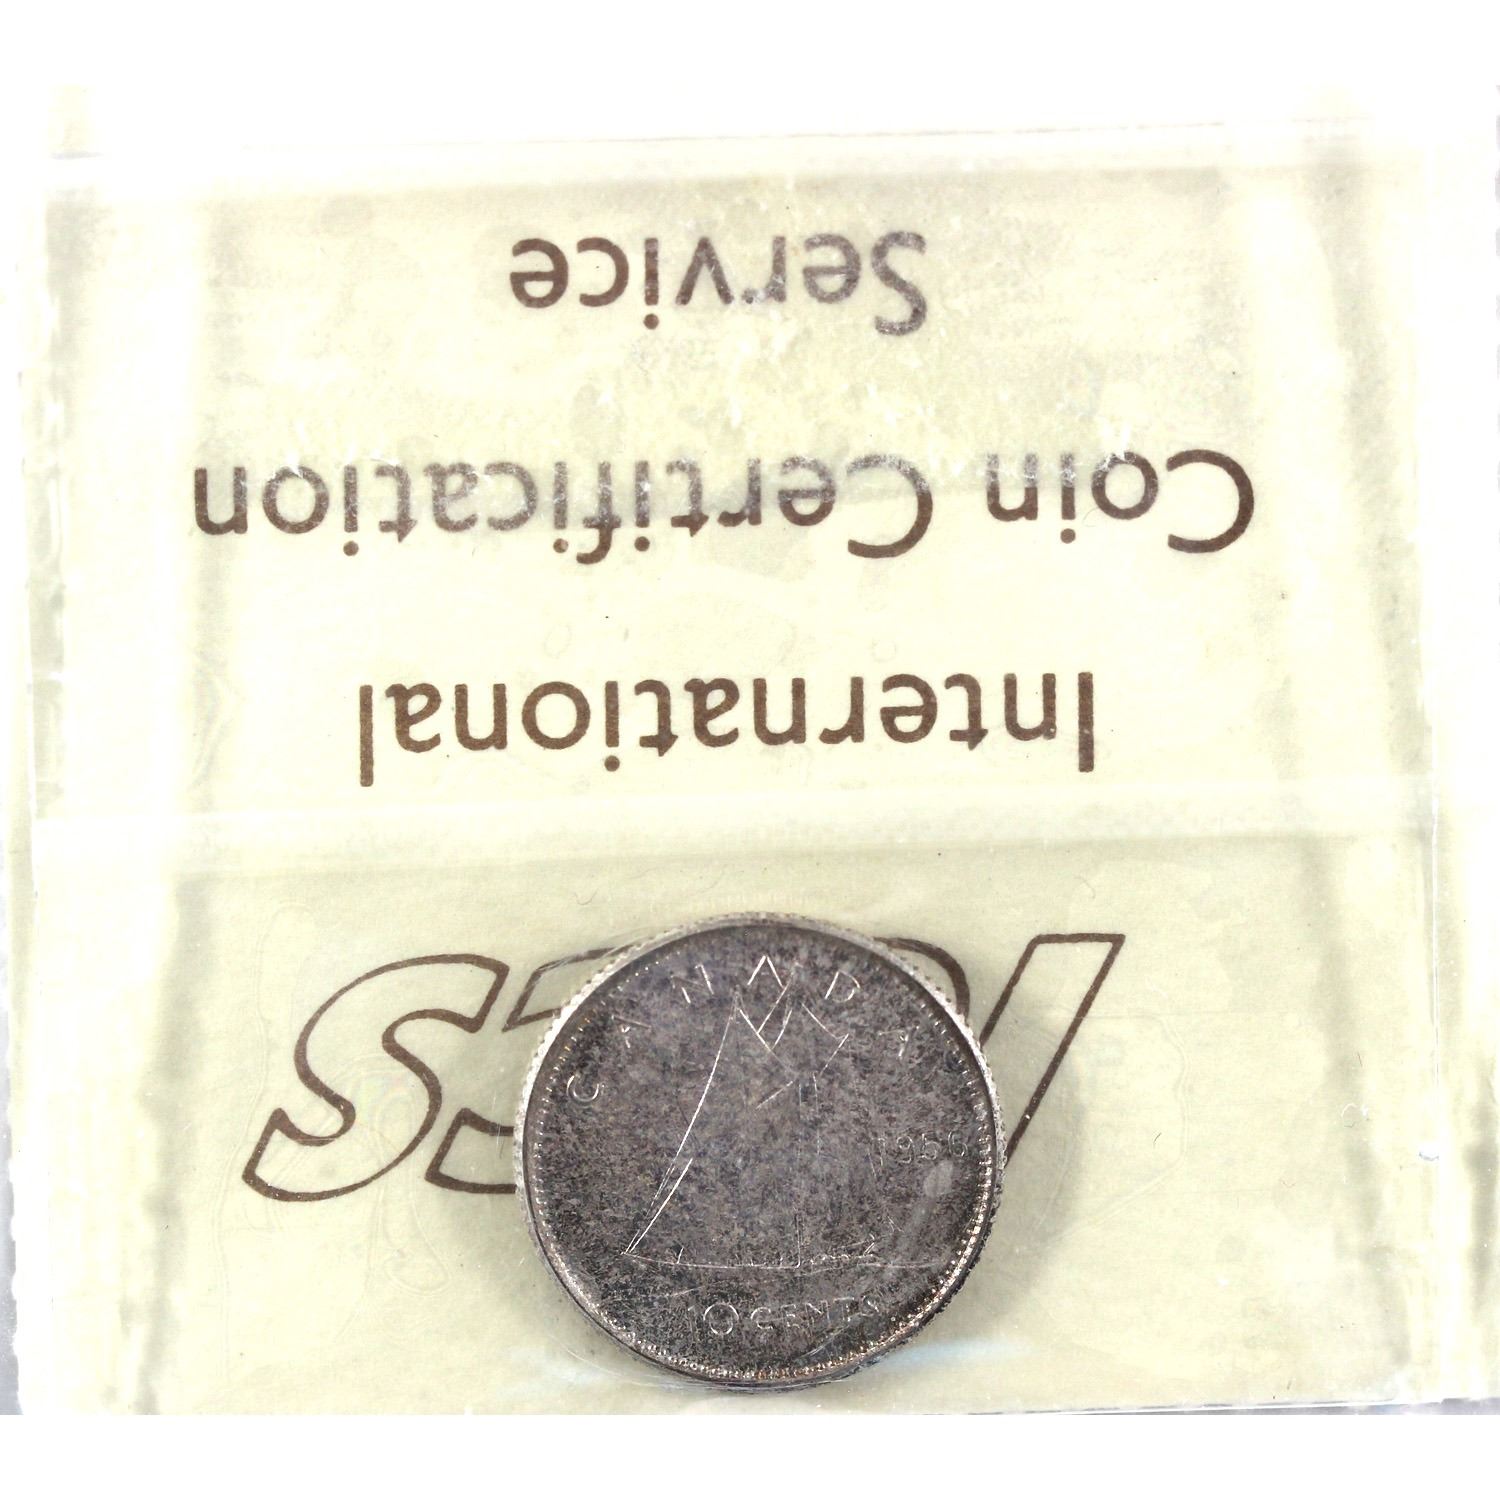 ICCS
International
Coin Certification
Service
CANADA
1956
10 CENTS